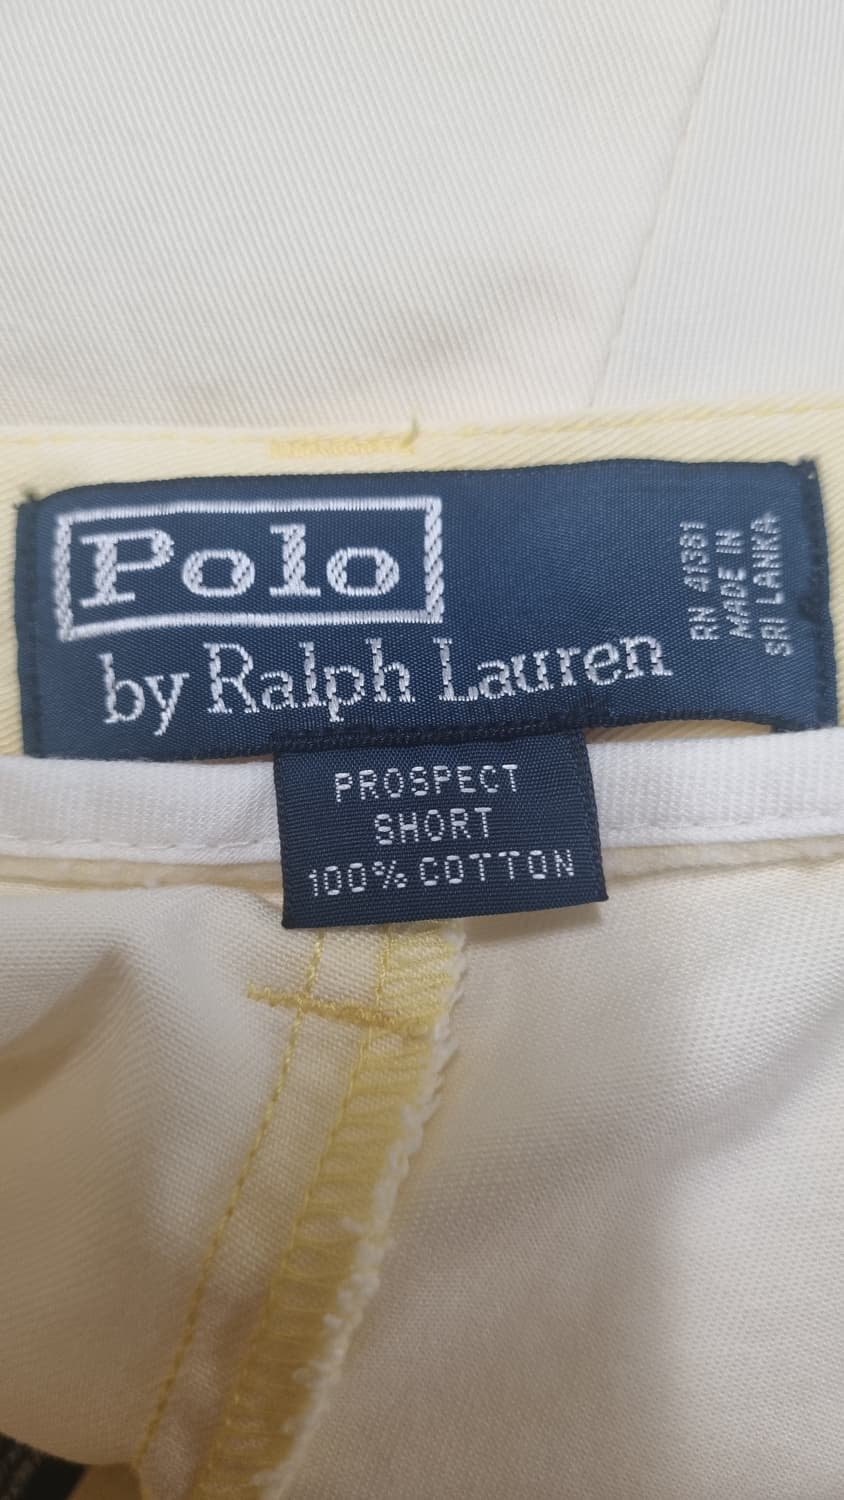 Polo
by Ralph Lauren
RN 41381
MADE IN
SRI LANKA
PROSPECT
SHORT
100% COTTON